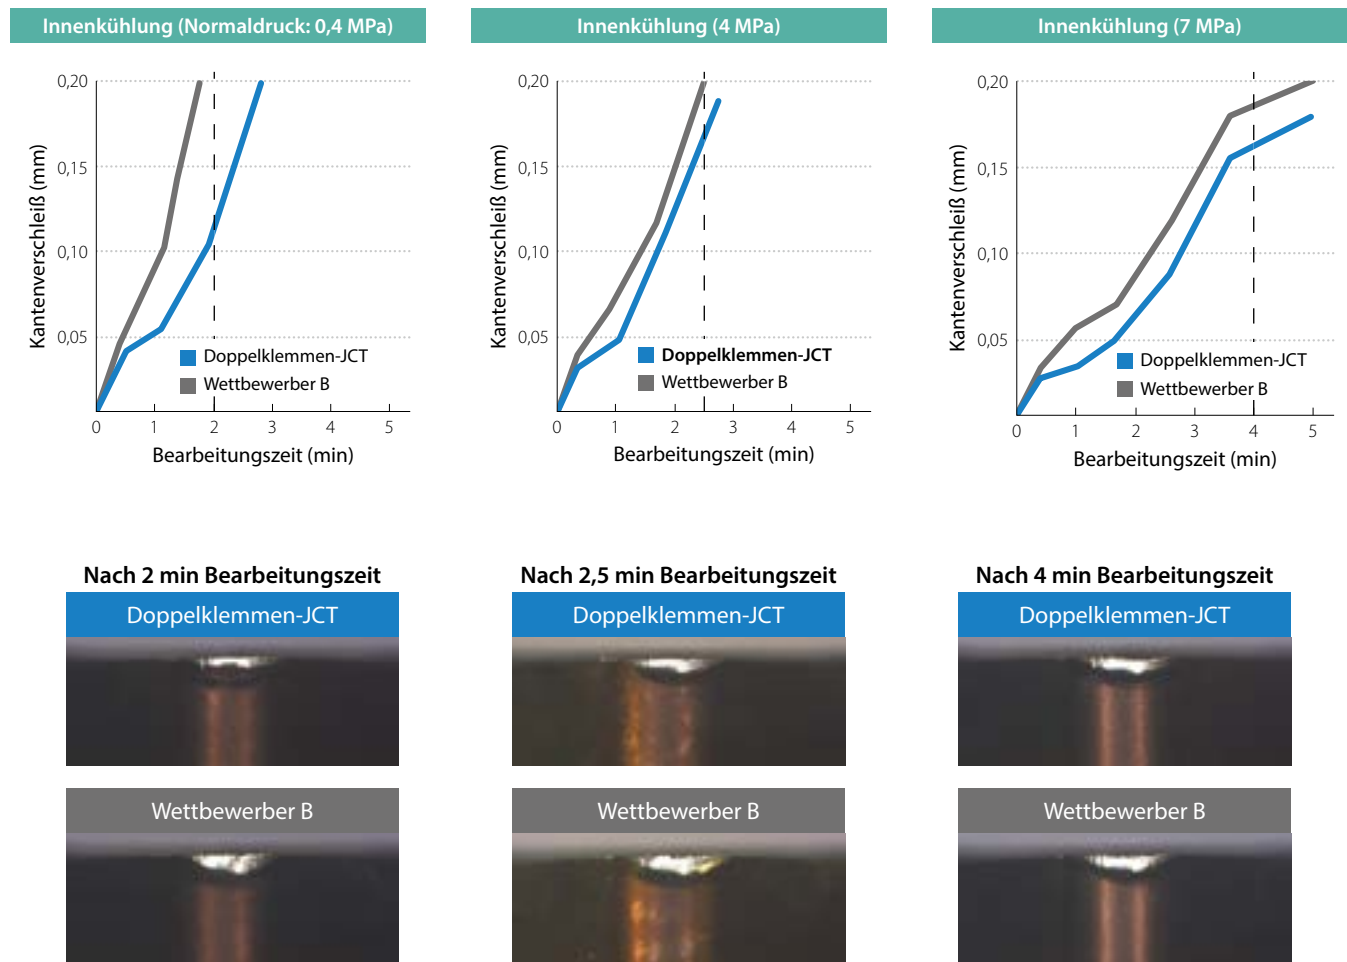 Innenkühlung (Normaldruck: 0,4 MPa)
0,20
0,15
0,10
0,05
Kantenverschleiß (mm)
Doppelklemmen-JCT
Wettbewerber B
0 1 2 3 4 5
Bearbeitungszeit (min)
Innenkühlung (4 MPa)
0,20
0,15
0,10
0,05
Kantenverschleiß (mm)
Doppelklemmen-JCT
Wettbewerber B
0 1 2 3 4 5
Bearbeitungszeit (min)
Innenkühlung (7 MPa)
0,20
0,15
0,10
0,05
Kantenverschleiß (mm)
Doppelklemmen-JCT
Wettbewerber B
0 1 2 3 4 5
Bearbeitungszeit (min)
Nach 2 min Bearbeitungszeit
Doppelklemmen-JCT
Wettbewerber B
Nach 2,5 min Bearbeitungszeit
Doppelklemmen-JCT
Wettbewerber B
Nach 4 min Bearbeitungszeit
Doppelklemmen-JCT
Wettbewerber B